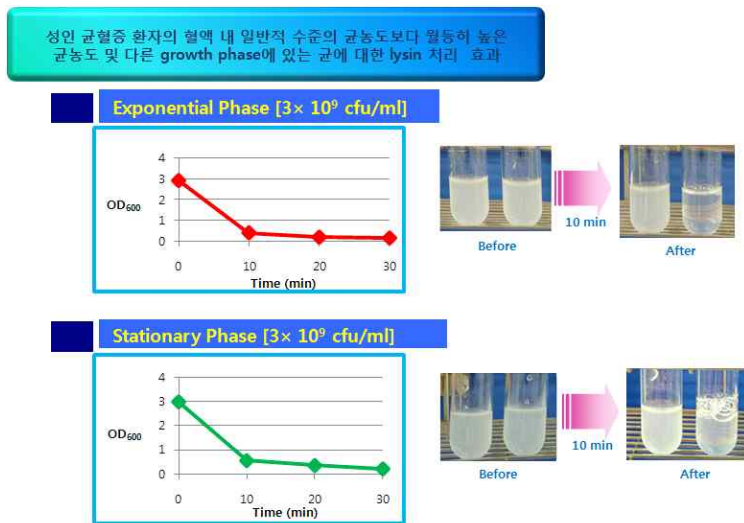 성인 균혈증 환자의 혈액 내 일반적 수준의 균농도보다 월등히 높은
균농도 및 다른 growth phase에 있는 균에 대한 lysin 처리 효과
Exponential Phase [3× 10⁹ cfu/ml]
4
3
2
1
0
OD₆₀₀
0 10 20 30
Time (min)
Before
10 min
After
Stationary Phase [3× 10⁹ cfu/ml]
4
3
2
1
0
OD₆₀₀
0 10 20 30
Time (min)
Before
10 min
After